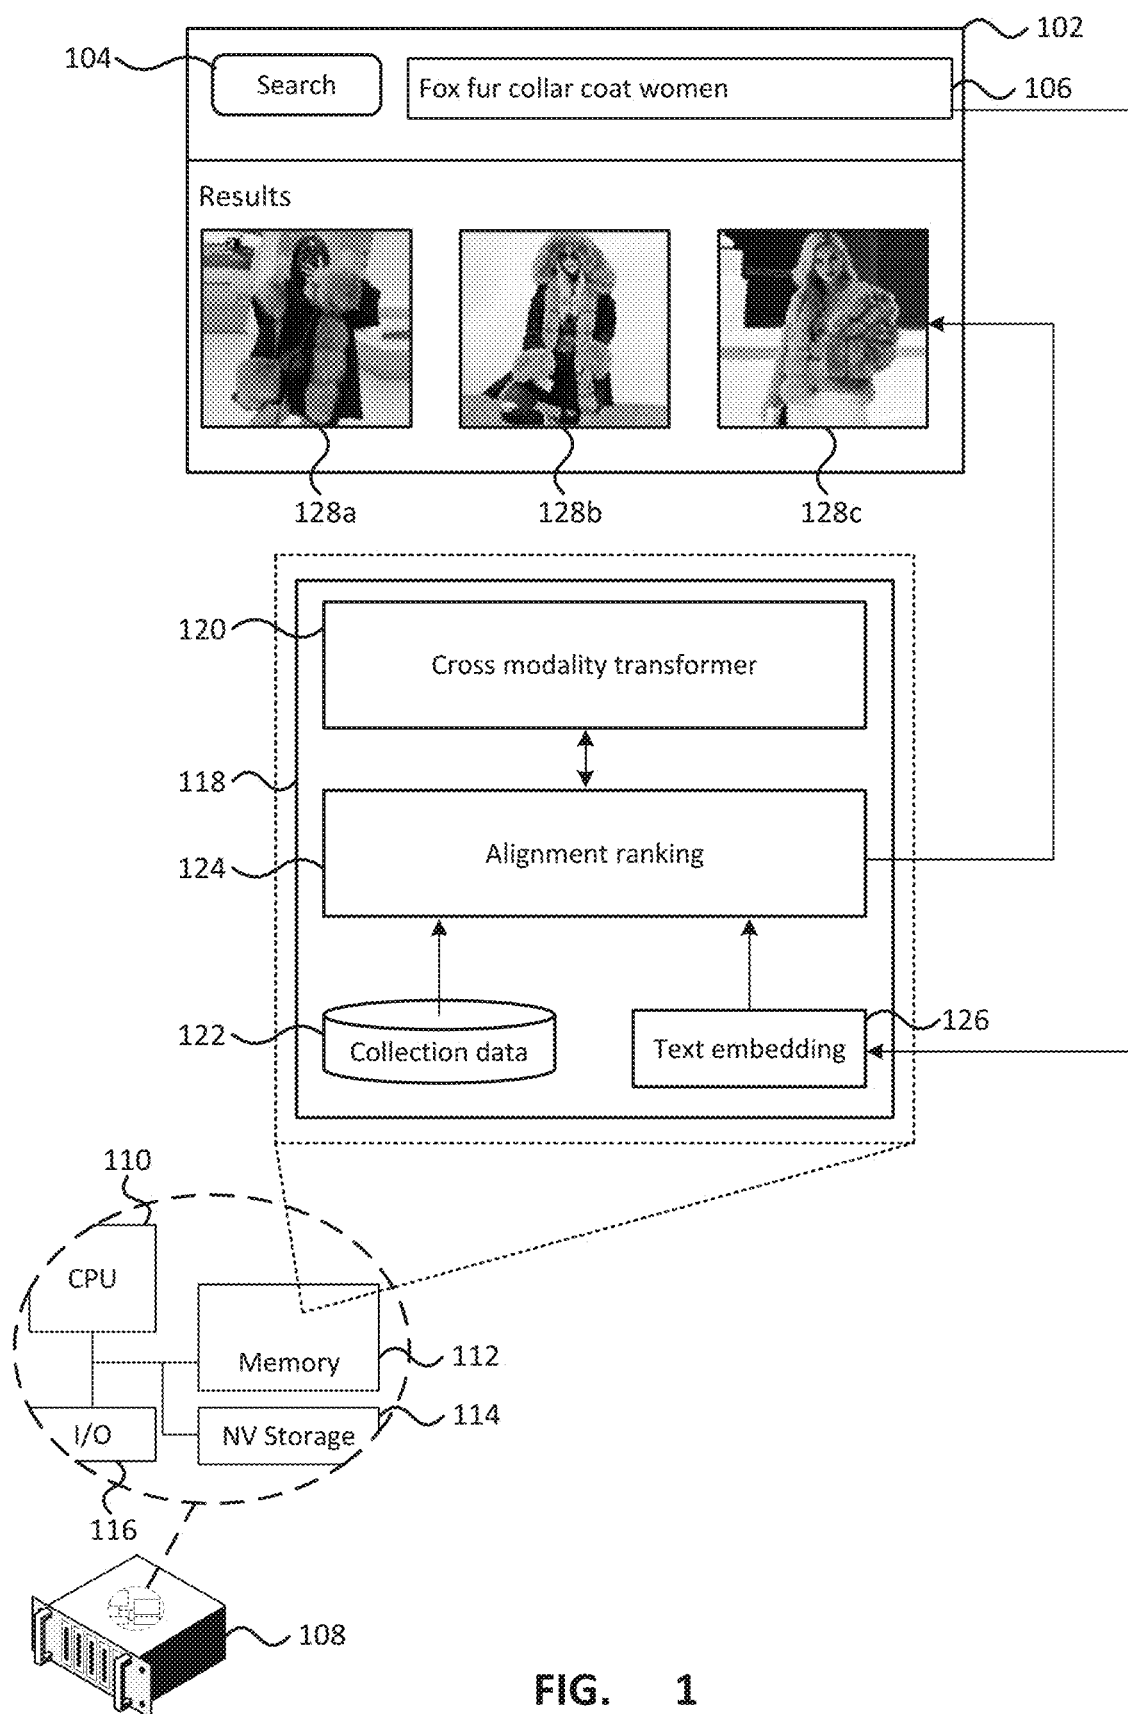 102
104
Search
Fox fur collar coat women
106
Results
128a
128b
128c
120
Cross modality transformer
118
124
Alignment ranking
122
Collection data
126
Text embedding
110
CPU
Memory
112
I/O
NV Storage
114
116
108
FIG. 1